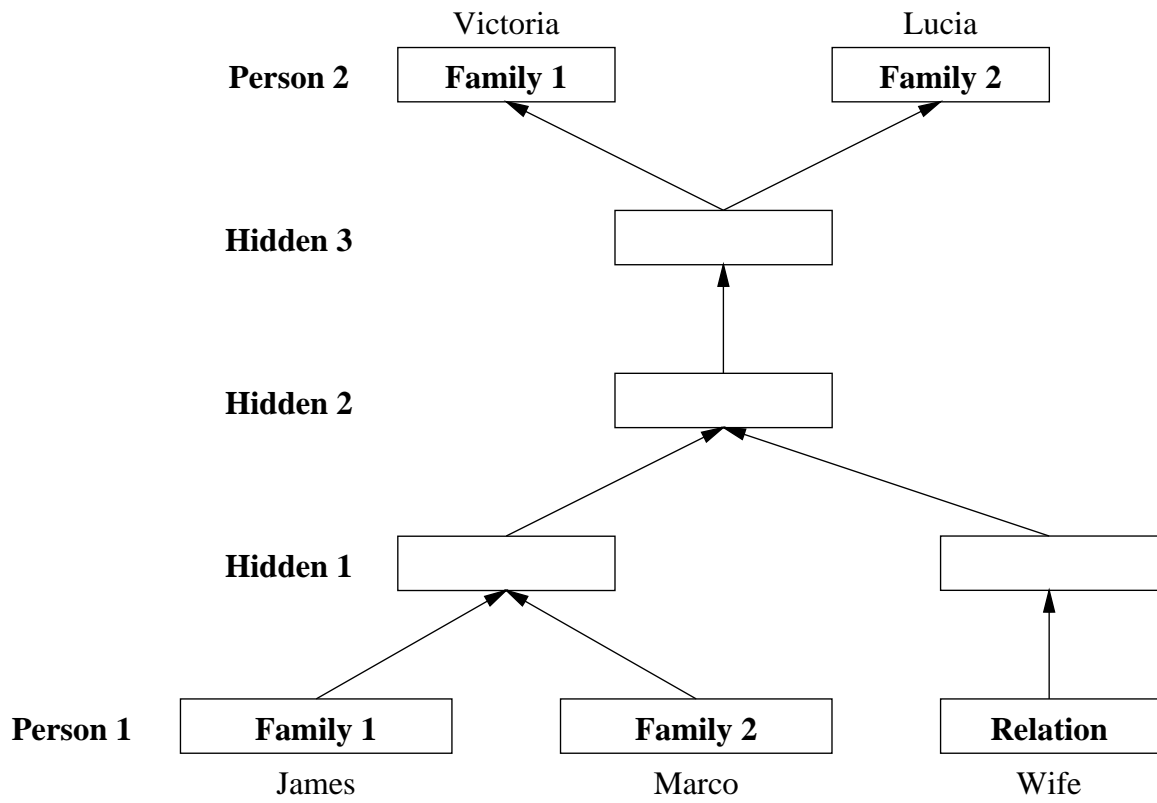 Victoria Lucia
Person 2 Family 1 Family 2
Hidden 3
Hidden 2
Hidden 1
Person 1 Family 1 Family 2 Relation
James Marco Wife